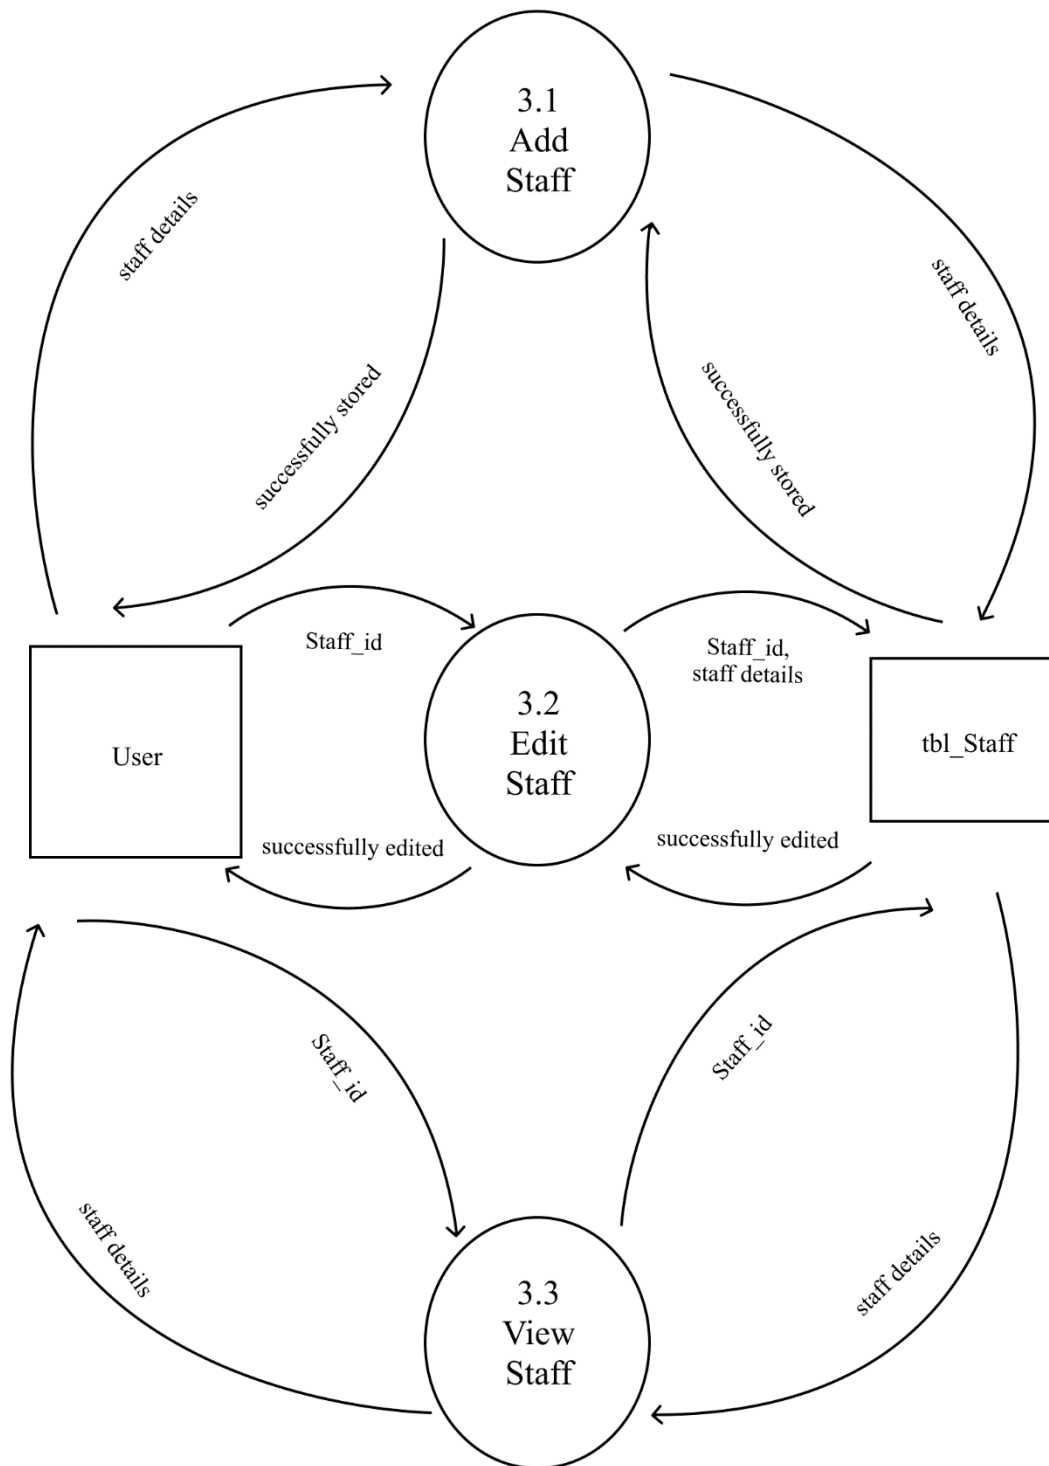 3.1
Add
Staff
staff details
staff details
successfully stored
successfully stored
Staff_id
Staff_id,
staff details
3.2
Edit
Staff
User
tbl_Staff
successfully edited
successfully edited
Staff_id
Staff_id
staff details
staff details
3.3
View
Staff